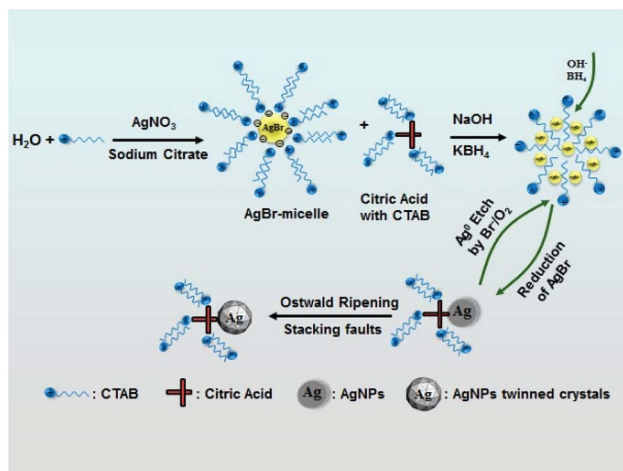 H₂O +
AgNO₃
Sodium Citrate
AgBr
AgBr-micelle
+
Citric Acid
with CTAB
NaOH
KBH₄
OH-
BH₄
Ag⁰ Etch
by Br⁻/O₂
Reduction
of AgBr
Ag
Ostwald Ripening
Stacking faults
Ag
: CTAB
: Citric Acid
Ag
: AgNPs
Ag
: AgNPs twinned crystals